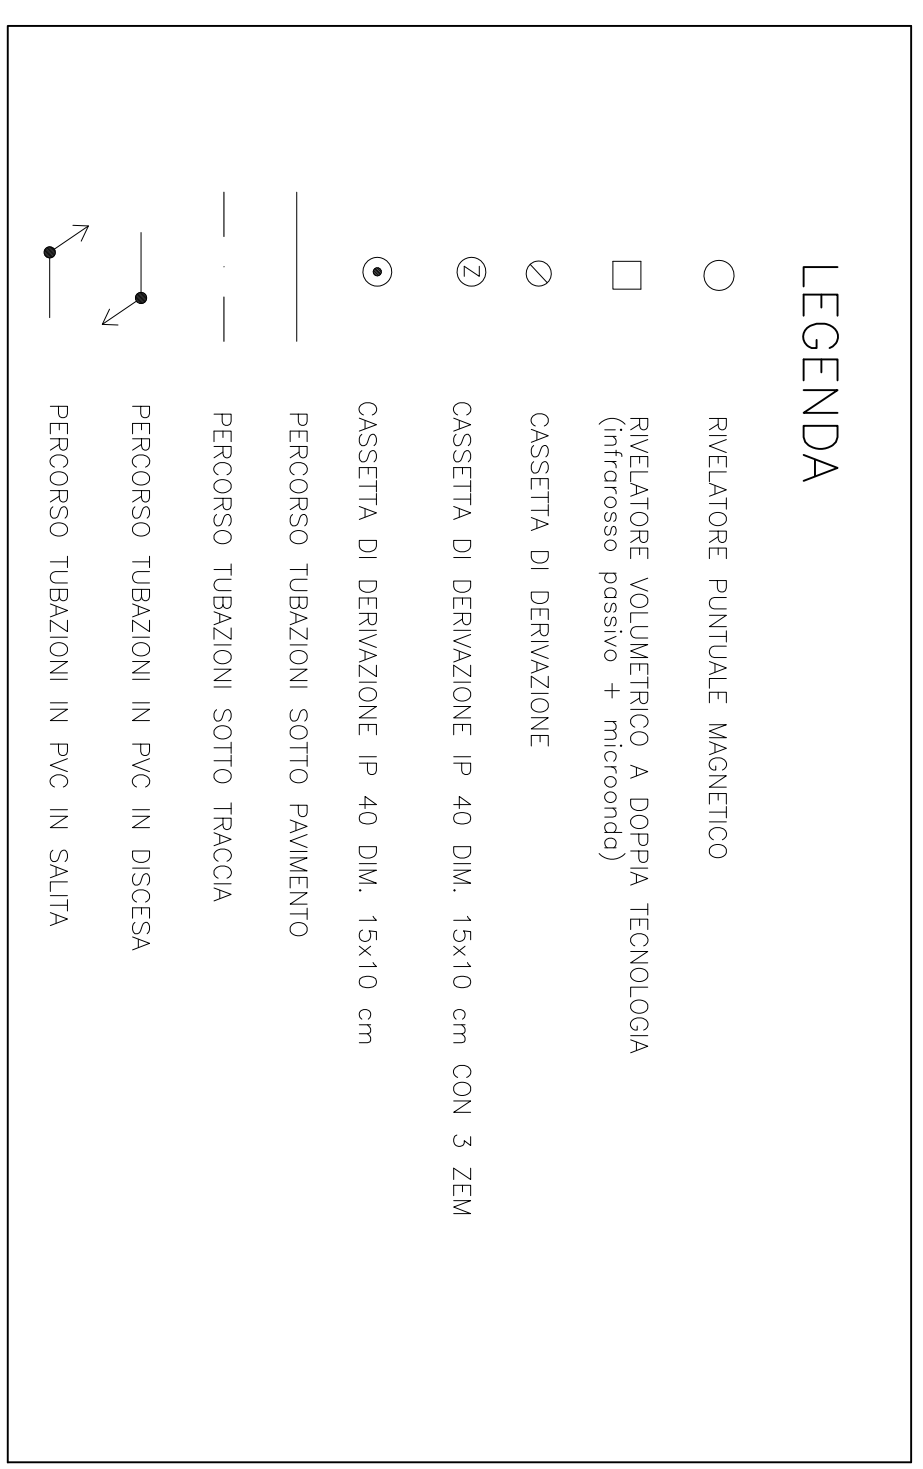 LEGENDA
RIVELATORE PUNTUALE MAGNETICO
RIVELATORE VOLUMETRICO A DOPPIA TECNOLOGIA
(infrarosso passivo + microonda)
CASSETTA DI DERIVAZIONE
Z
CASSETTA DI DERIVAZIONE IP 40 DIM. 15x10 cm CON 3 ZEM
CASSETTA DI DERIVAZIONE IP 40 DIM. 15x10 cm
PERCORSO TUBAZIONI SOTTO PAVIMENTO
PERCORSO TUBAZIONI SOTTO TRACCIA
PERCORSO TUBAZIONI IN PVC IN DISCESA
PERCORSO TUBAZIONI IN PVC IN SALITA